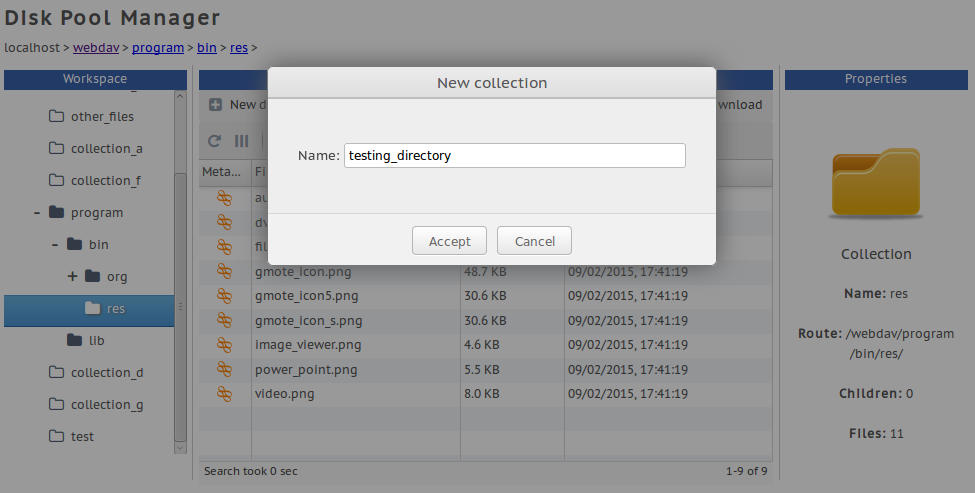 DIsk Pool Manager
localhost > webdav > program > bin > res >
Workspace
other_files
collection_a
collection_f
- program
- bin
+ org
res
lib
collection_d
collection_g
test
New collection
Name: testing_directory
Accept
Cancel
New d
wnload
Meta... Fi
au
dv
fil
gmote_icon.png 48.7 KB 09/02/2015, 17:41:19
gmote_icon5.png 30.6 KB 09/02/2015, 17:41:19
gmote_icon_s.png 30.6 KB 09/02/2015, 17:41:19
image_viewer.png 4.6 KB 09/02/2015, 17:41:19
power_point.png 5.5 KB 09/02/2015, 17:41:19
video.png 8.0 KB 09/02/2015, 17:41:19
Search took 0 sec 1-9 of 9
Properties
Collection
Name: res
Route: /webdav/program
/bin/res/
Children: 0
Files: 11